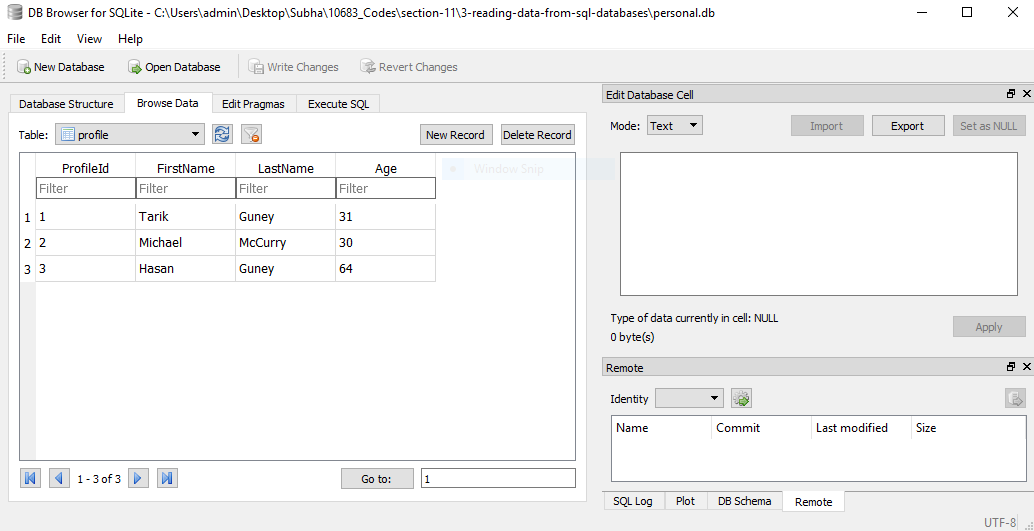 DB Browser for SQLite - C:\Users\admin\Desktop\Subha\10683_Codes\section-11\3-reading-data-from-sql-databases\personal.db
File Edit View Help
New Database Open Database Write Changes Revert Changes
Database Structure Browse Data Edit Pragmas Execute SQL
Table: profile New Record Delete Record
ProfileId FirstName LastName Age
Filter Filter Filter Filter
1 1 Tarik Guney 31
2 2 Michael McCurry 30
3 3 Hasan Guney 64
Window Snip
1 - 3 of 3 Go to: 1
Edit Database Cell
Mode: Text Import Export Set as NULL
Type of data currently in cell: NULL
0 byte(s)
Apply
Remote
Identity
Name Commit Last modified Size
SQL Log Plot DB Schema Remote
UTF-8